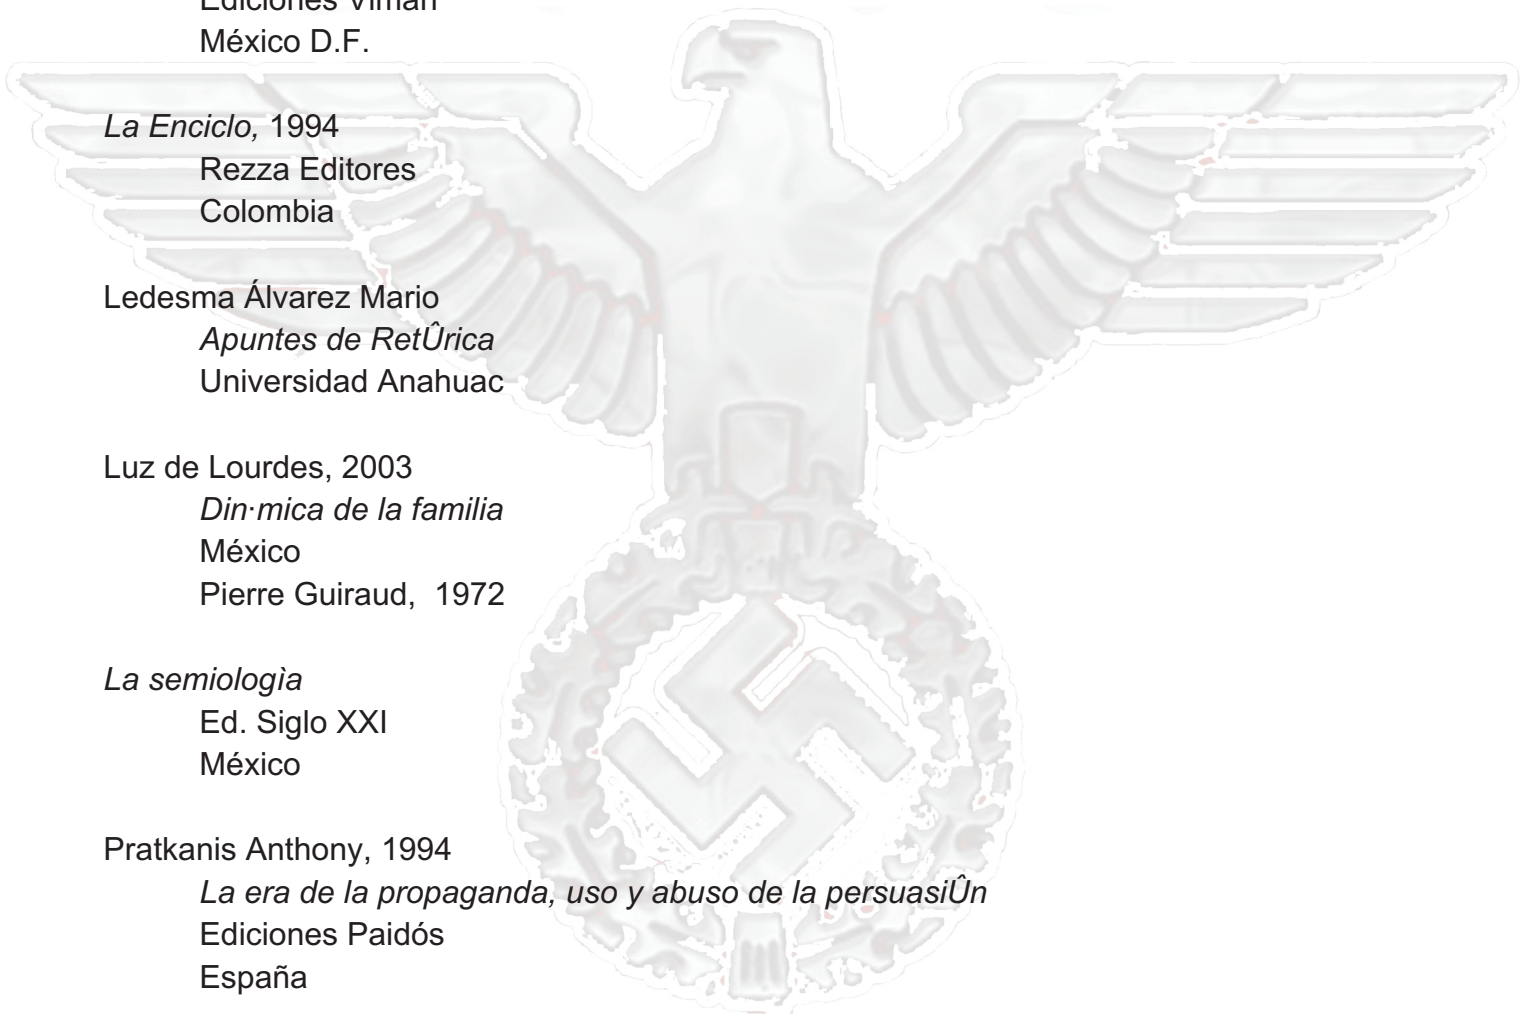 Ediciones Viman
México D.F.
La Enciclo, 1994
Rezza Editores
Colombia
Ledesma Álvarez Mario
Apuntes de RetÛrica
Universidad Anahuac
Luz de Lourdes, 2003
Din·mica de la familia
México
Pierre Guiraud, 1972
La semiologìa
Ed. Siglo XXI
México
Pratkanis Anthony, 1994
La era de la propaganda, uso y abuso de la persuasiÛn
Ediciones Paidós
España